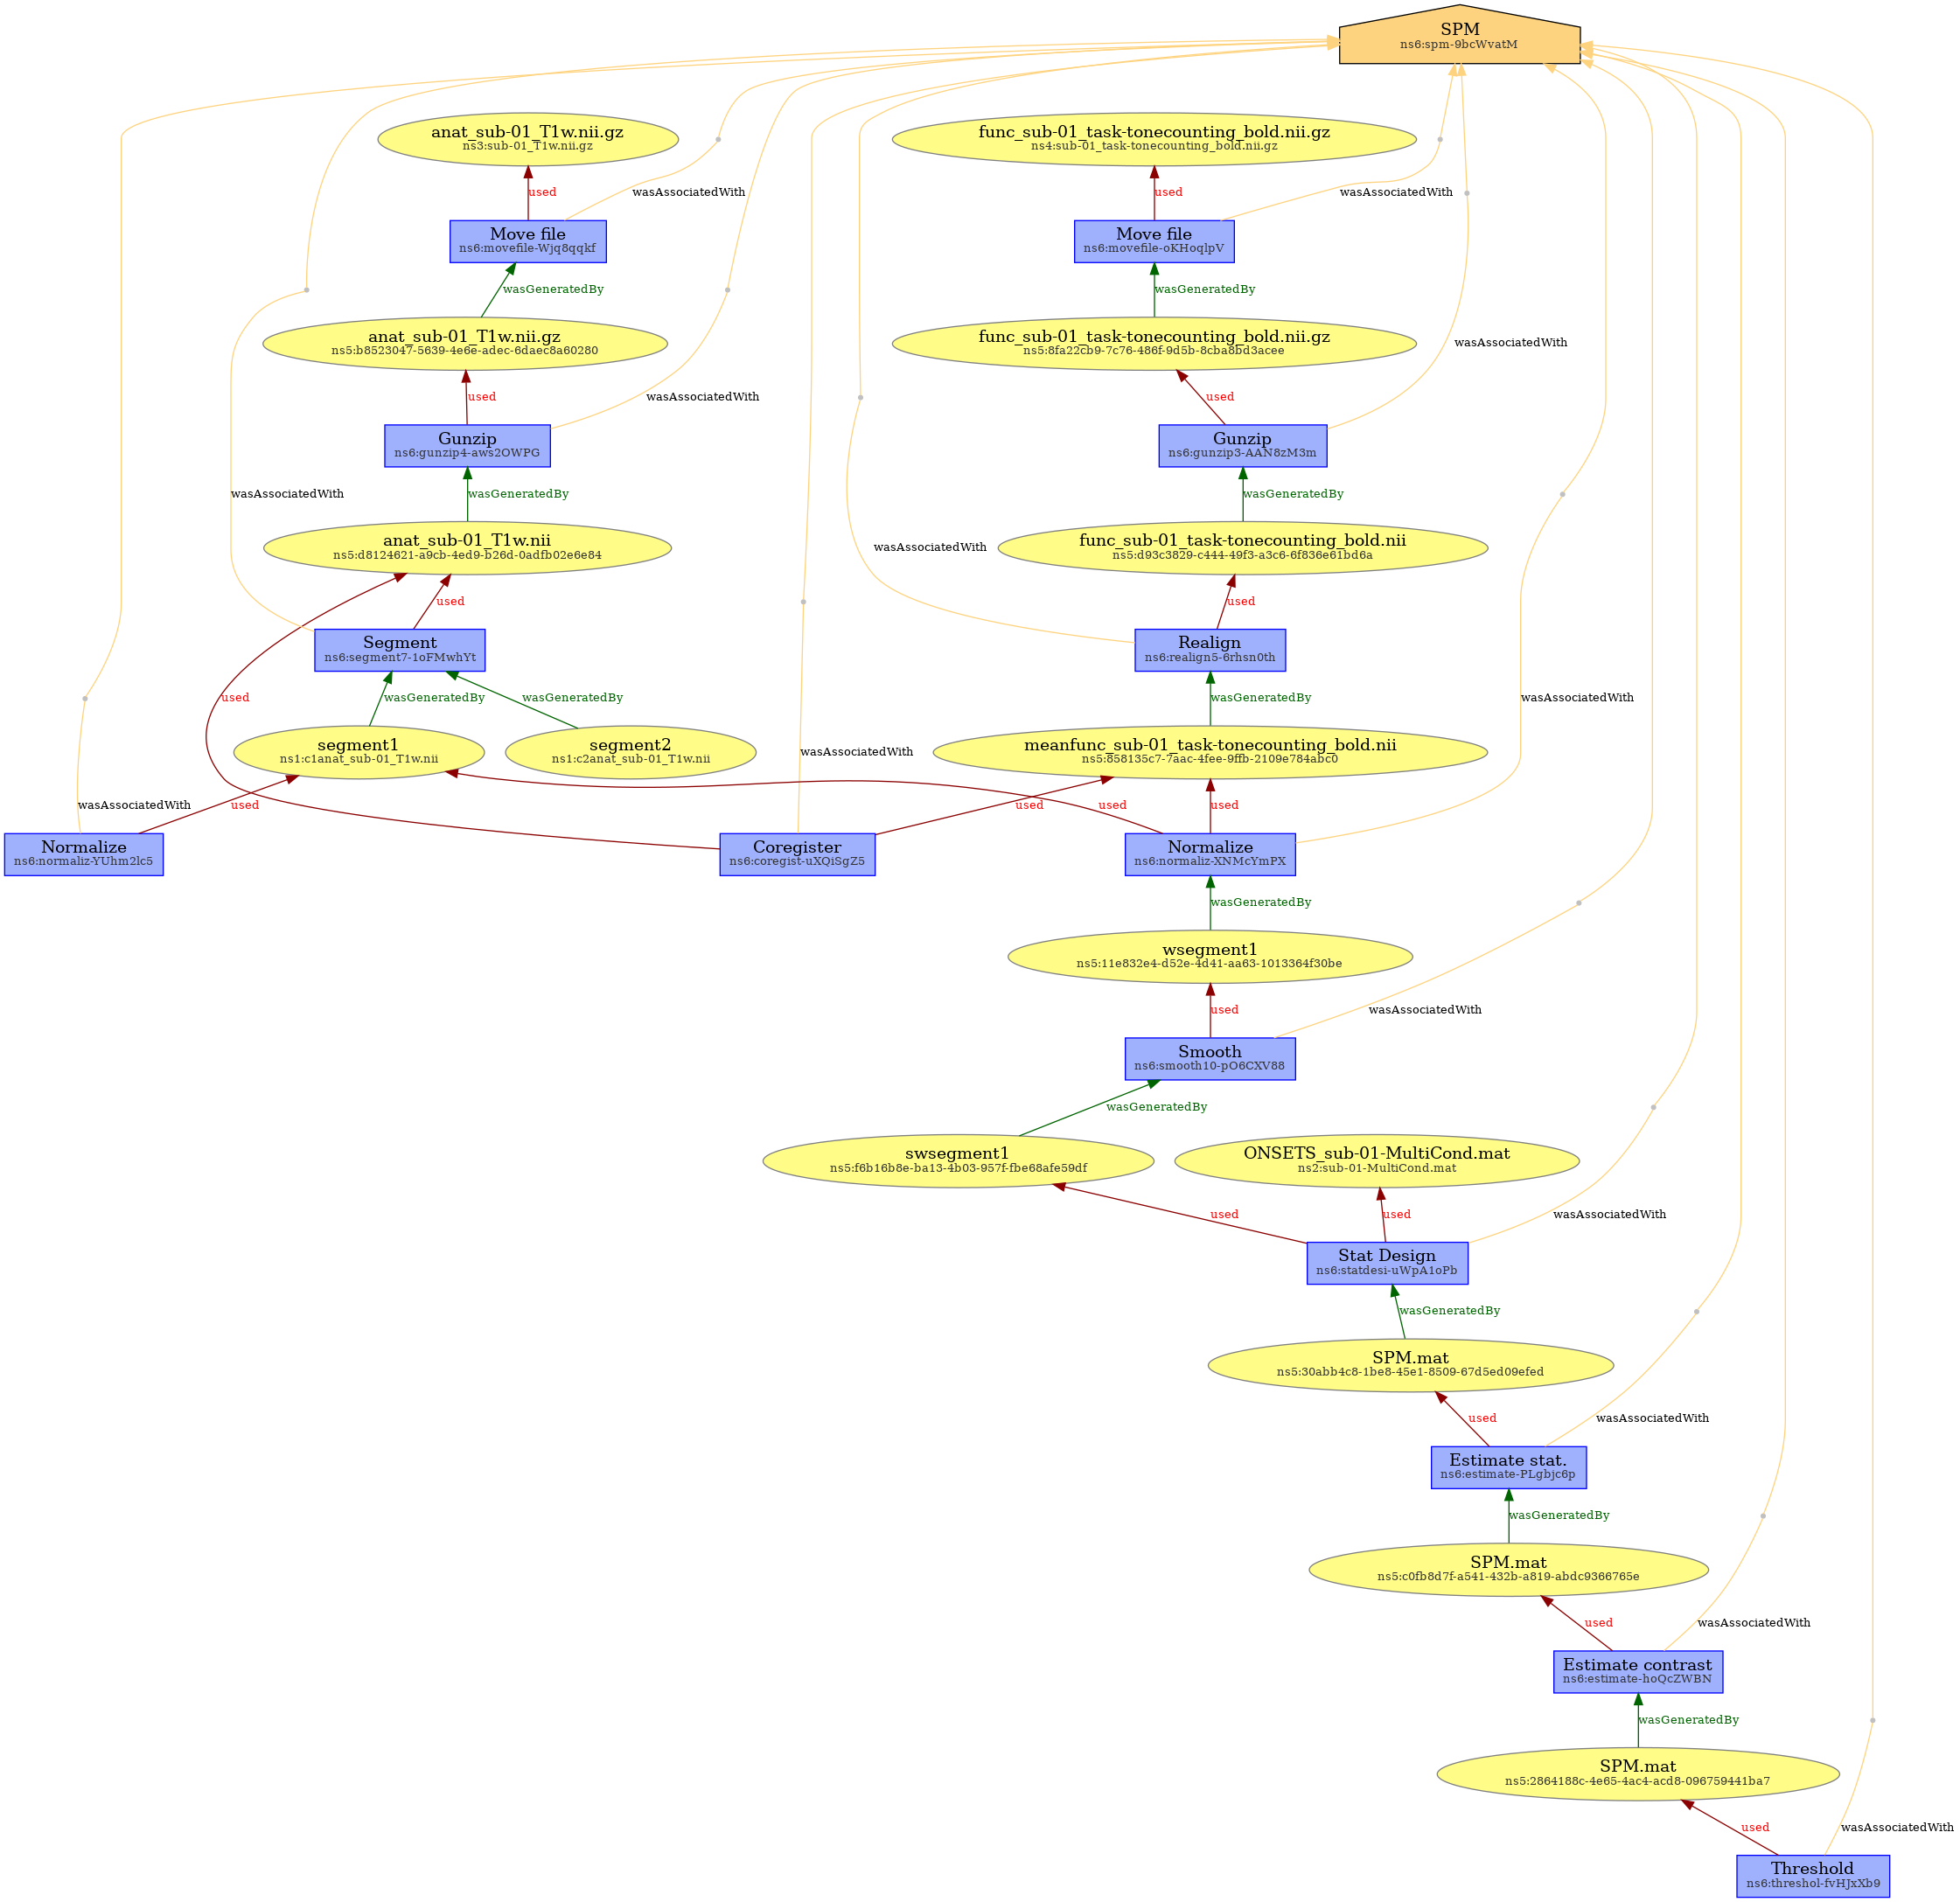 SPM
ns6:spm-9bcWvatM
anat_sub-01_T1w.nii.gz
ns3:sub-01_T1w.nii.gz
func_sub-01_task-tonecounting_bold.nii.gz
ns4:sub-01_task-tonecounting_bold.nii.gz
used
wasAssociatedWith
used
wasAssociatedWith
Move file
ns6:movefile-Wjq8qqkf
Move file
ns6:movefile-oKHoqlpV
wasGeneratedBy
wasGeneratedBy
anat_sub-01_T1w.nii.gz
ns5:b8523047-5639-4e6e-adec-6daec8a60280
func_sub-01_task-tonecounting_bold.nii.gz
ns5:8fa22cb9-7c76-486f-9d5b-8cba8bd3acee
wasAssociatedWith
used
wasAssociatedWith
used
Gunzip
ns6:gunzip4-aws2OWPG
Gunzip
ns6:gunzip3-AAN8zM3m
wasAssociatedWith
wasGeneratedBy
wasGeneratedBy
anat_sub-01_T1w.nii
ns5:d8124621-a9cb-4ed9-b26d-0adfb02e6e84
wasAssociatedWith
func_sub-01_task-tonecounting_bold.nii
ns5:d93c3829-c444-49f3-a3c6-6f836e61bd6a
used
used
Segment
ns6:segment7-1oFMwhYt
Realign
ns6:realign5-6rhsn0th
used
wasGeneratedBy
wasGeneratedBy
wasGeneratedBy
wasAssociatedWith
segment1
ns1:c1anat_sub-01_T1w.nii
segment2
ns1:c2anat_sub-01_T1w.nii
wasAssociatedWith
meanfunc_sub-01_task-tonecounting_bold.nii
ns5:858135c7-7aac-4fee-9ffb-2109e784abc0
wasAssociatedWith
used
used
used
used
Normalize
ns6:normaliz-YUhm2lc5
Coregister
ns6:coregist-uXQiSgZ5
Normalize
ns6:normaliz-XNMcYmPX
wasGeneratedBy
wsegment1
ns5:11e832e4-d52e-4d41-aa63-1013364f30be
used
wasAssociatedWith
Smooth
ns6:smooth10-pO6CXV88
wasGeneratedBy
swsegment1
ns5:f6b16b8e-ba13-4b03-957f-fbe68afe59df
ONSETS_sub-01-MultiCond.mat
ns2:sub-01-MultiCond.mat
used
used
wasAssociatedWith
Stat Design
ns6:statdesi-uWpA1oPb
wasGeneratedBy
SPM.mat
ns5:30abb4c8-1be8-45e1-8509-67d5ed09efed
used
wasAssociatedWith
Estimate stat.
ns6:estimate-PLgbjc6p
wasGeneratedBy
SPM.mat
ns5:c0fb8d7f-a541-432b-a819-abdc9366765e
used
wasAssociatedWith
Estimate contrast
ns6:estimate-hoQcZWBN
wasGeneratedBy
SPM.mat
ns5:2864188c-4e65-4ac4-acd8-096759441ba7
used
wasAssociatedWith
Threshold
ns6:threshol-fvHJxXb9